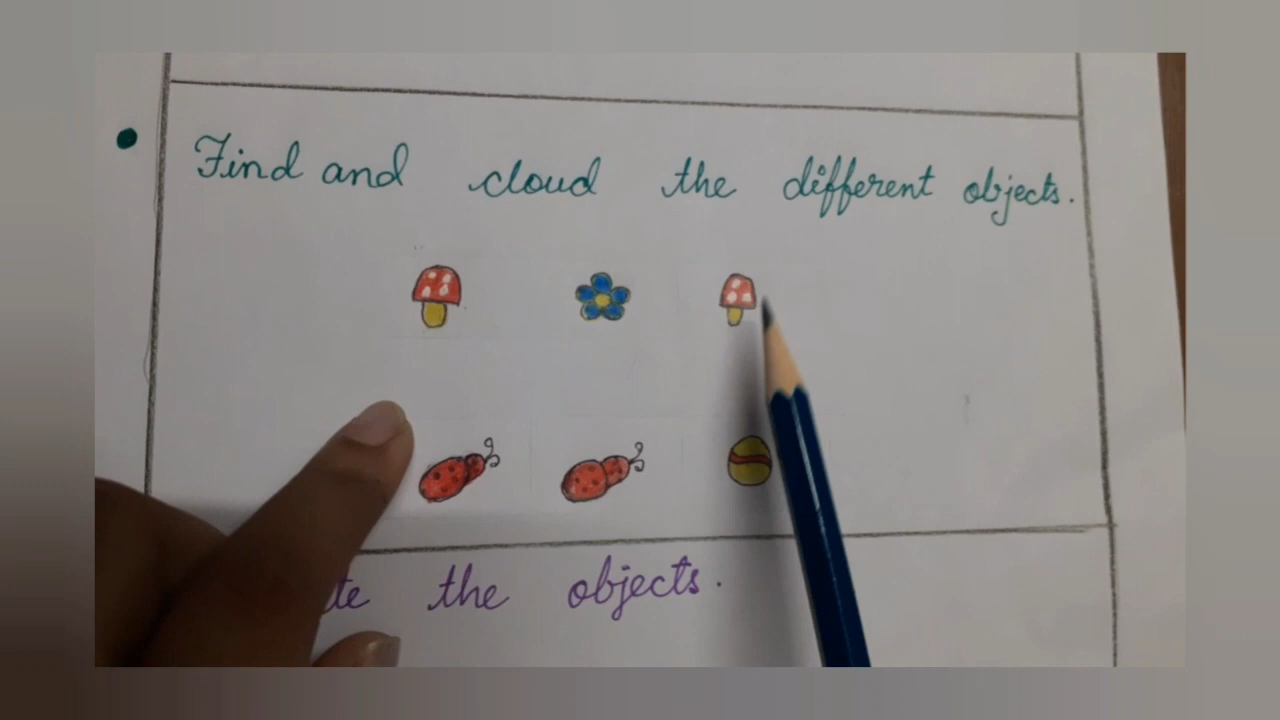 Find and cloud the different objects.
the objects.